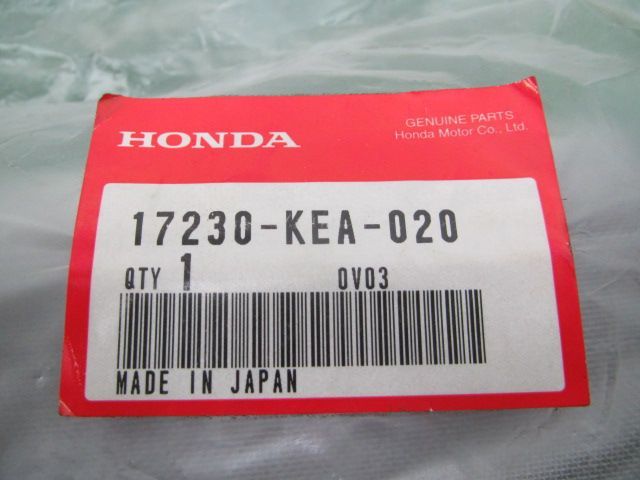 HONDA
GENUINE PARTS
Honda Motor Co., Ltd.
17230-KEA-020
QTY 1 0V03
MADE IN JAPAN